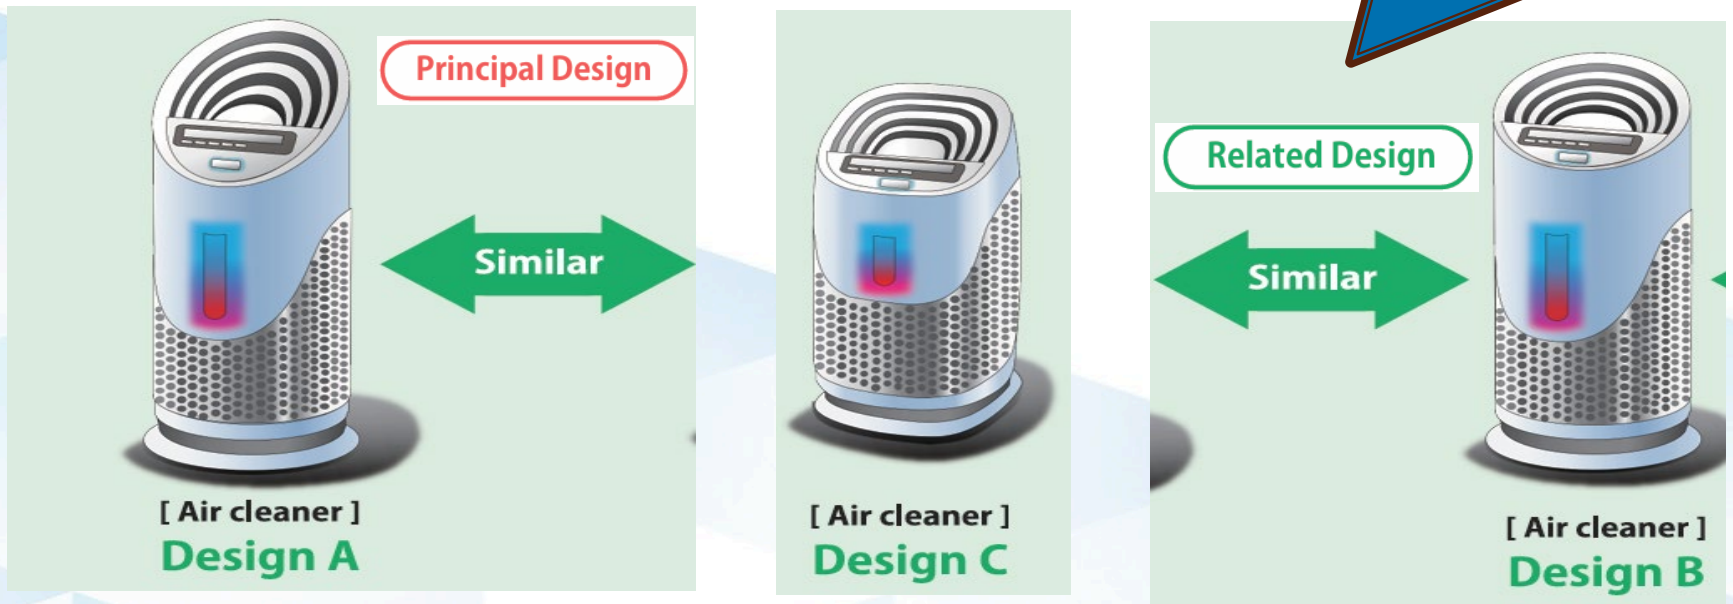 Principal Design
Similar
[ Air cleaner ]
Design A
[ Air cleaner ]
Design C
Related Design
Similar
[ Air cleaner ]
Design B